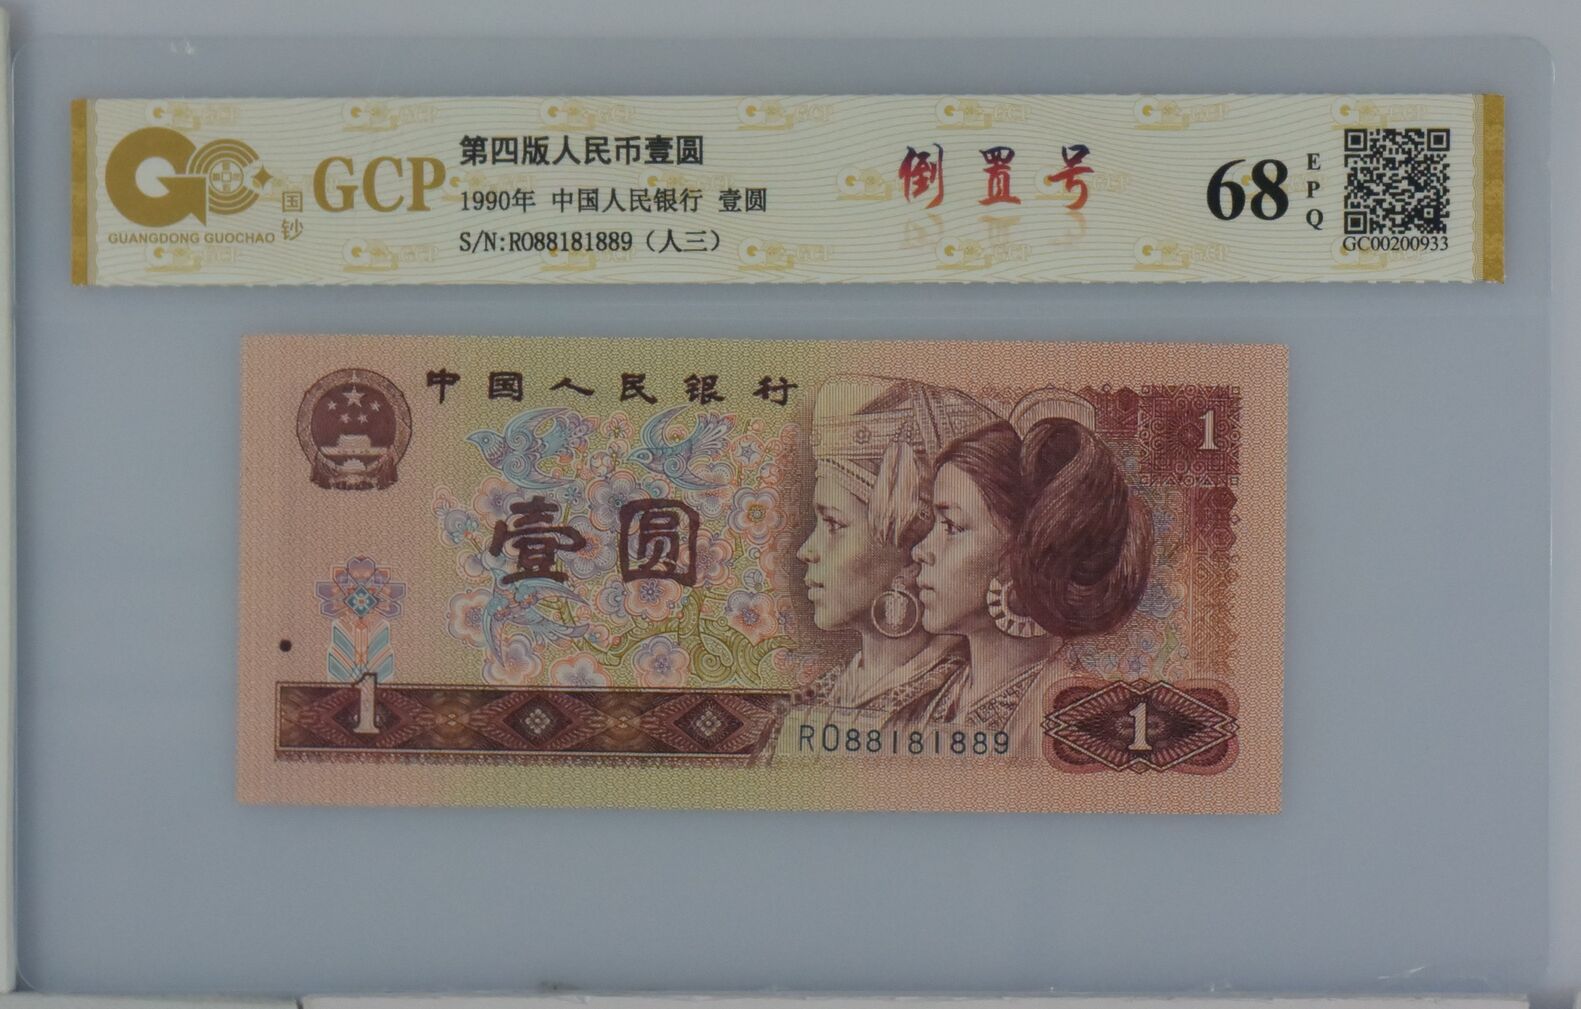 GCP
国钞
GUANGDONG GUOCHAO
第四版人民币壹圆
1990年 中国人民银行 壹圆
S/N:RO88181889（人三）
倒置号
68
EPQ
GC00200933
中国人民银行
1
壹圆
1
RO88181889
1